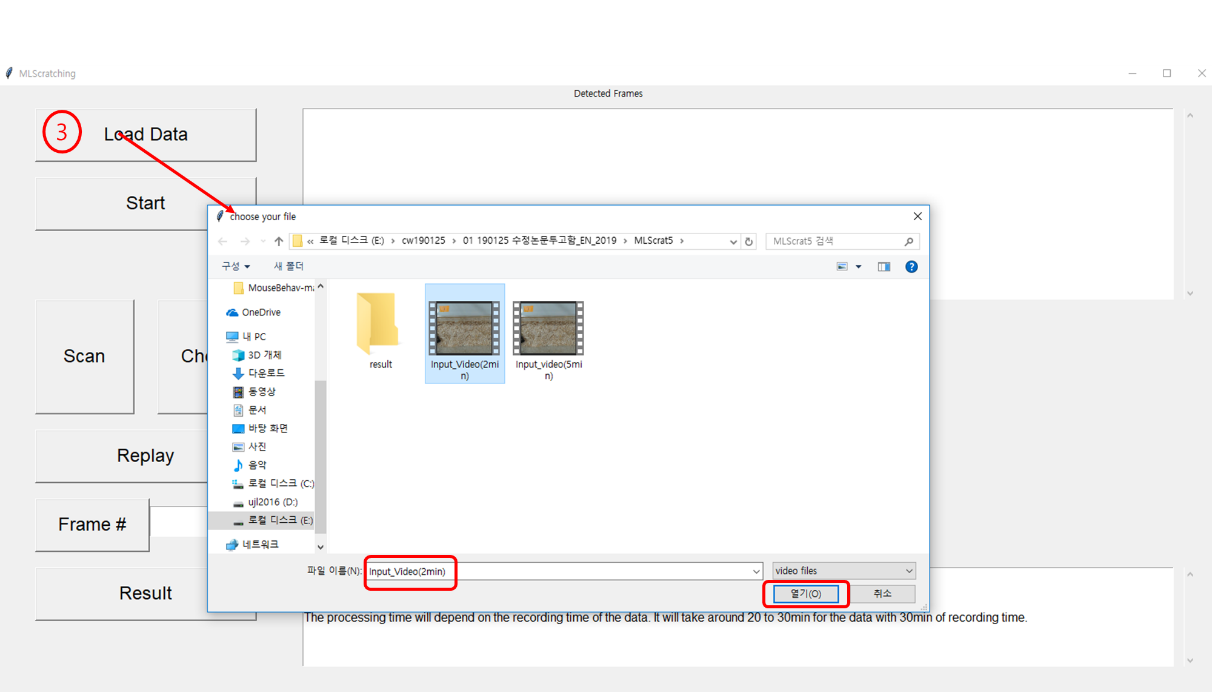 MLScratching
Detected Frames
3
Load Data
Start
choose your file
« 로컬 디스크 (E:) › cw190125 › 01 190125 수정논문투고함_EN_2019 › MLScrat5 ›
MLScrat5 검색
구성
새 폴더
MouseBehav-ma
OneDrive
내 PC
3D 개체
다운로드
동영상
문서
바탕 화면
사진
음악
로컬 디스크 (C:)
ujl2016 (D:)
로컬 디스크 (E:)
네트워크
result
Input_Video(2mi
n)
Input_video(5mi
n)
Scan
Che
Replay
Frame #
파일 이름(N):
Input_Video(2min)
video files
열기(O)
취소
Result
The processing time will depend on the recording time of the data. It will take around 20 to 30min for the data with 30min of recording time.